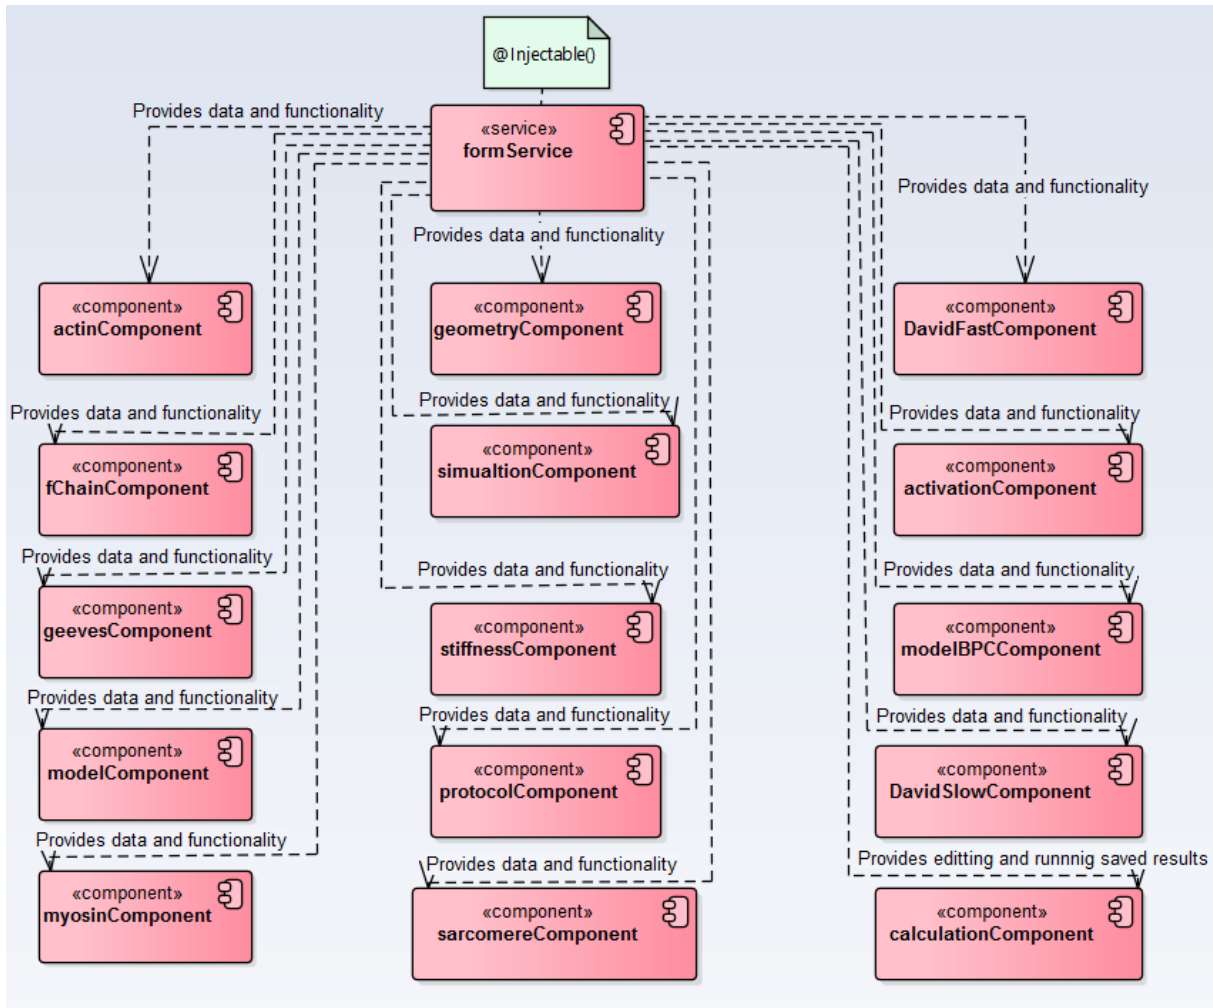 @Injectable()
Provides data and functionality
«service»
formService
Provides data and functionality
Provides data and functionality
«component»
actinComponent
«component»
geometryComponent
«component»
DavidFastComponent
Provides data and functionality
Provides data and functionality
Provides data and functionality
«component»
fChainComponent
«component»
simualtionComponent
«component»
activationComponent
Provides data and functionality
Provides data and functionality
Provides data and functionality
«component»
geevesComponent
«component»
stiffnessComponent
«component»
modelBPCComponent
Provides data and functionality
Provides data and functionality
Provides data and functionality
«component»
modelComponent
«component»
protocolComponent
«component»
DavidSlowComponent
Provides data and functionality
Provides data and functionality
Provides editting and runnnig saved results
«component»
myosinComponent
«component»
sarcomereComponent
«component»
calculationComponent